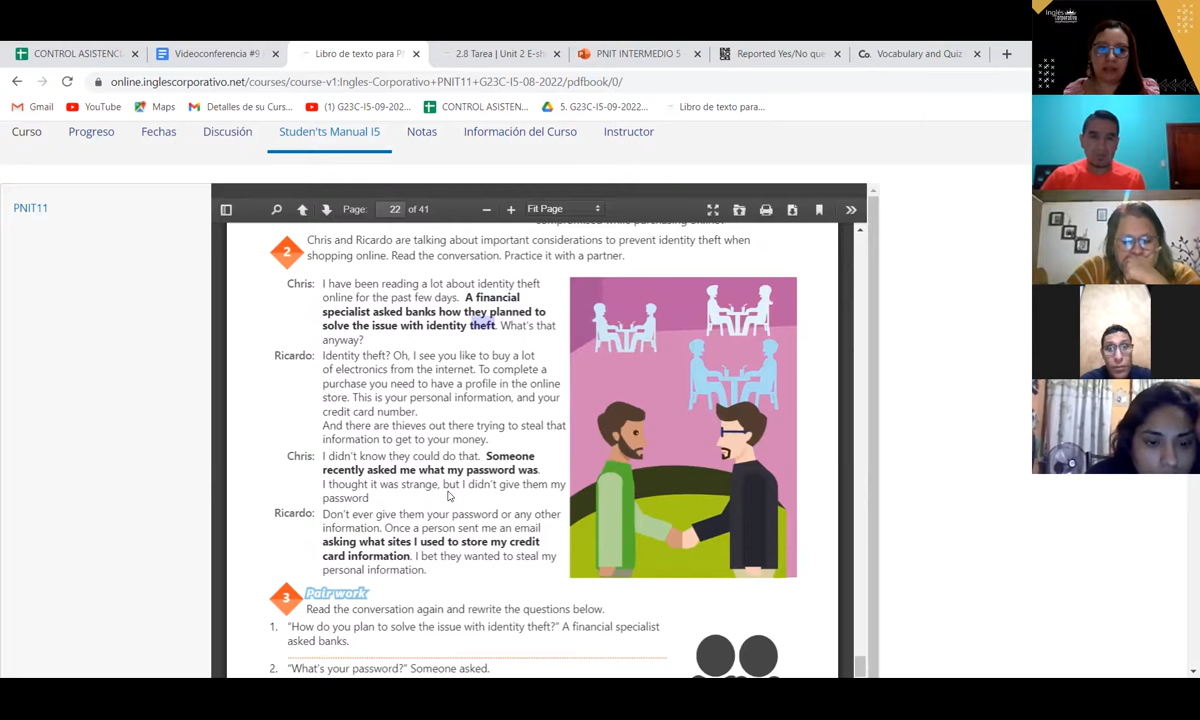 CONTROL ASISTENCI
Videoconferencia #9
Libro de texto para P
2.8 Tarea | Unit 2 E-sh
PNIT INTERMEDIO 5
Reported Yes/No que
Co. Vocabulary and Quiz
online.inglescorporativo.net/courses/course-v1:Ingles-Corporativo+PNIT11+G23C-I5-08-2022/pdfbook/0/
Gmail
YouTube
Maps
Detalles de su Curs...
(1) G23C-I5-09-202...
CONTROL ASISTEN...
5. G23C-I5-09-2022...
Libro de texto para...
Curso
Progreso
Fechas
Discusión
Studen'ts Manual I5
Notas
Información del Curso
Instructor
PNIT11
Page: 22 of 41
Fit Page
compromised while purchasing online.
2
Chris and Ricardo are talking about important considerations to prevent identity theft when
shopping online. Read the conversation. Practice it with a partner.
Chris: I have been reading a lot about identity theft
online for the past few days. A financial
specialist asked banks how they planned to
solve the issue with identity theft. What's that
anyway?
Ricardo: Identity theft? Oh, I see you like to buy a lot
of electronics from the internet. To complete a
purchase you need to have a profile in the online
store. This is your personal information, and your
credit card number.
And there are thieves out there trying to steal that
information to get to your money.
Chris: I didn't know they could do that. Someone
recently asked me what my password was.
I thought it was strange, but I didn't give them my
password
Ricardo: Don't ever give them your password or any other
information. Once a person sent me an email
asking what sites I used to store my credit
card information. I bet they wanted to steal my
personal information.
3
Pair work
Read the conversation again and rewrite the questions below.
1. "How do you plan to solve the issue with identity theft?" A financial specialist
asked banks.
2. "What's your password?" Someone asked.
Inglés
Corporativo